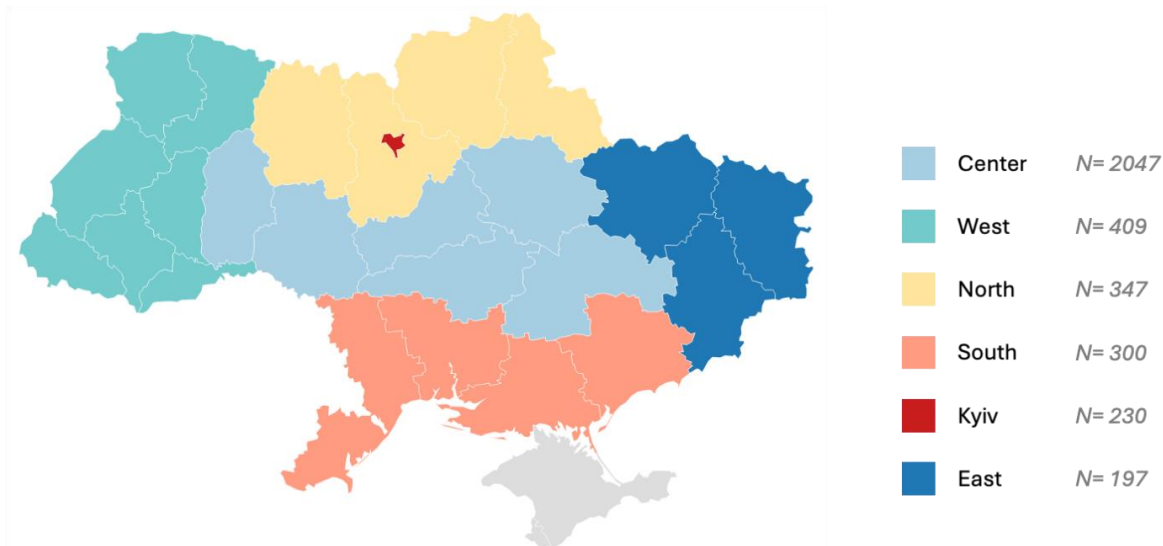 Center N= 2047
West N= 409
North N= 347
South N= 300
Kyiv N= 230
East N= 197